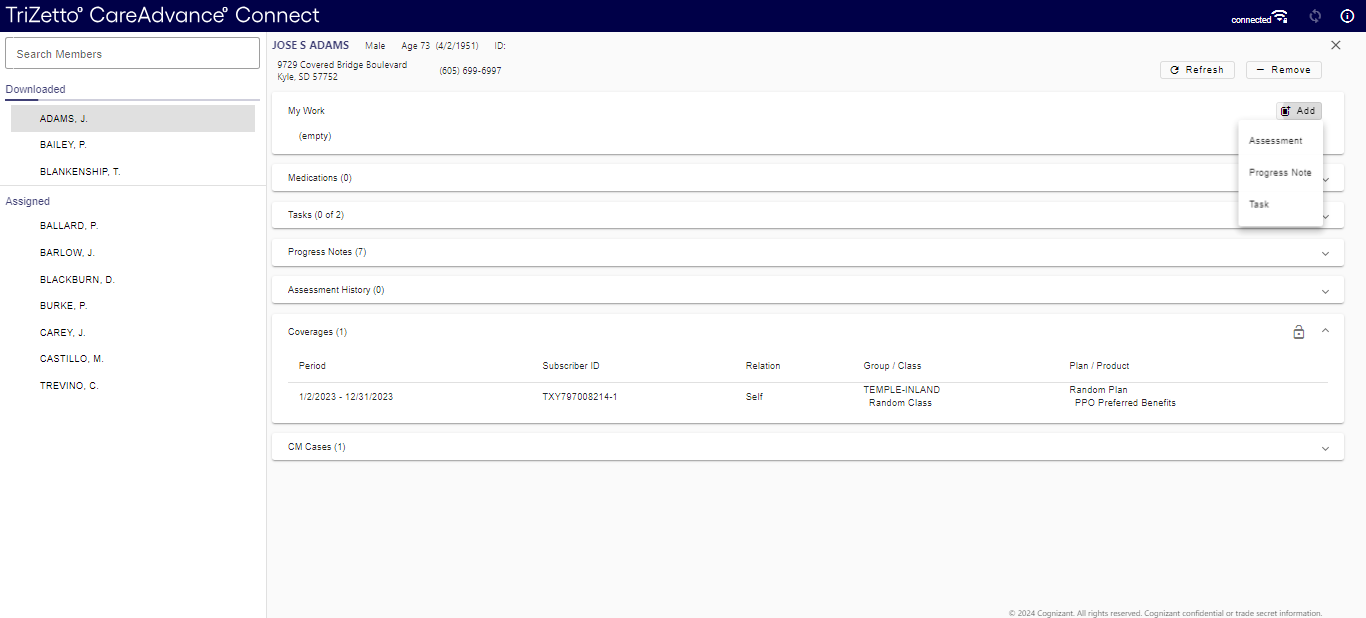 TriZetto® CareAdvance® Connect
connected
Search Members
Downloaded
ADAMS, J.
BAILEY, P.
BLANKENSHIP, T.
Assigned
BALLARD, P.
BARLOW, J.
BLACKBURN, D.
BURKE, P.
CAREY, J.
CASTILLO, M.
TREVINO, C.
JOSE S ADAMS Male Age 73 (4/2/1951) ID:
9729 Covered Bridge Boulevard
Kyle, SD 57752
(605) 699-6997
Refresh
Remove
My Work
Add
(empty)
Assessment
Progress Note
Task
Medications (0)
Tasks (0 of 2)
Progress Notes (7)
Assessment History (0)
Coverages (1)
Period Subscriber ID Relation Group / Class Plan / Product
1/2/2023 - 12/31/2023 TXY797008214-1 Self TEMPLE-INLAND Random Plan
Random Class PPO Preferred Benefits
CM Cases (1)
© 2024 Cognizant. All rights reserved. Cognizant confidential or trade secret information.